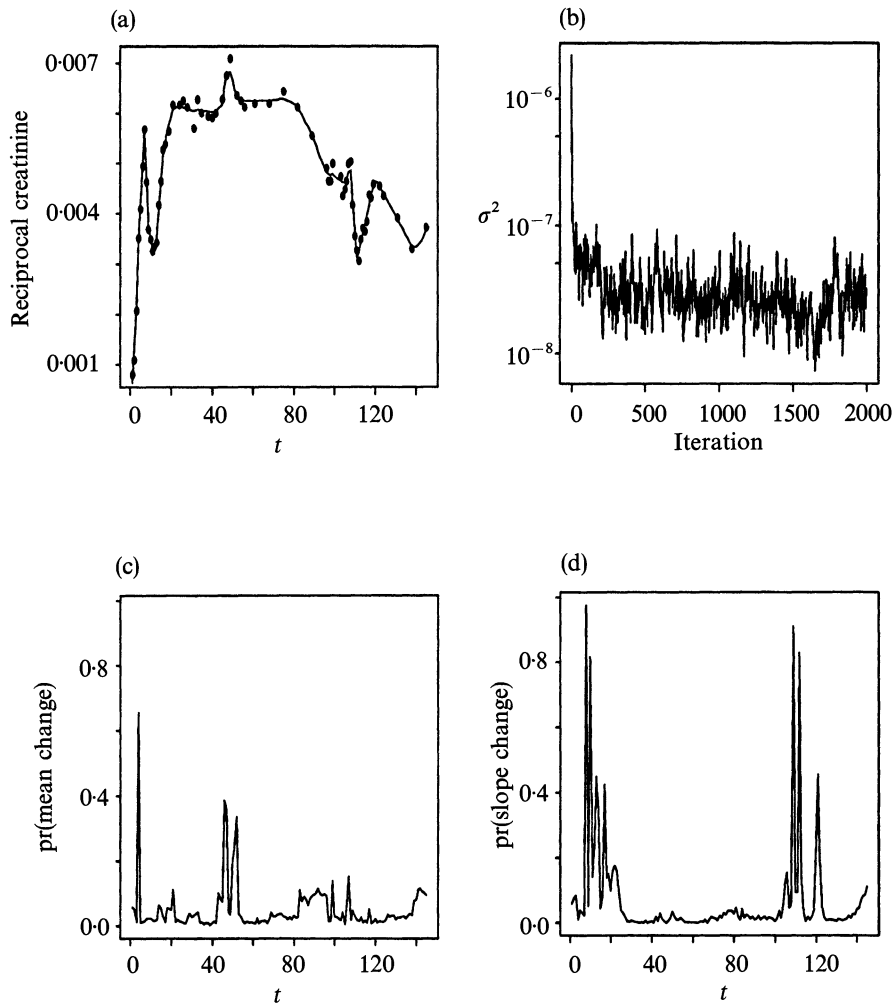 (a)
Reciprocal creatinine
0·007
0·004
0·001
0 40 80 120
t
(b)
σ²
10⁻⁶
10⁻⁷
10⁻⁸
0 500 1000 1500 2000
Iteration
(c)
pr(mean change)
0·8
0·4
0·0
0 40 80 120
t
(d)
pr(slope change)
0·8
0·4
0·0
0 40 80 120
t